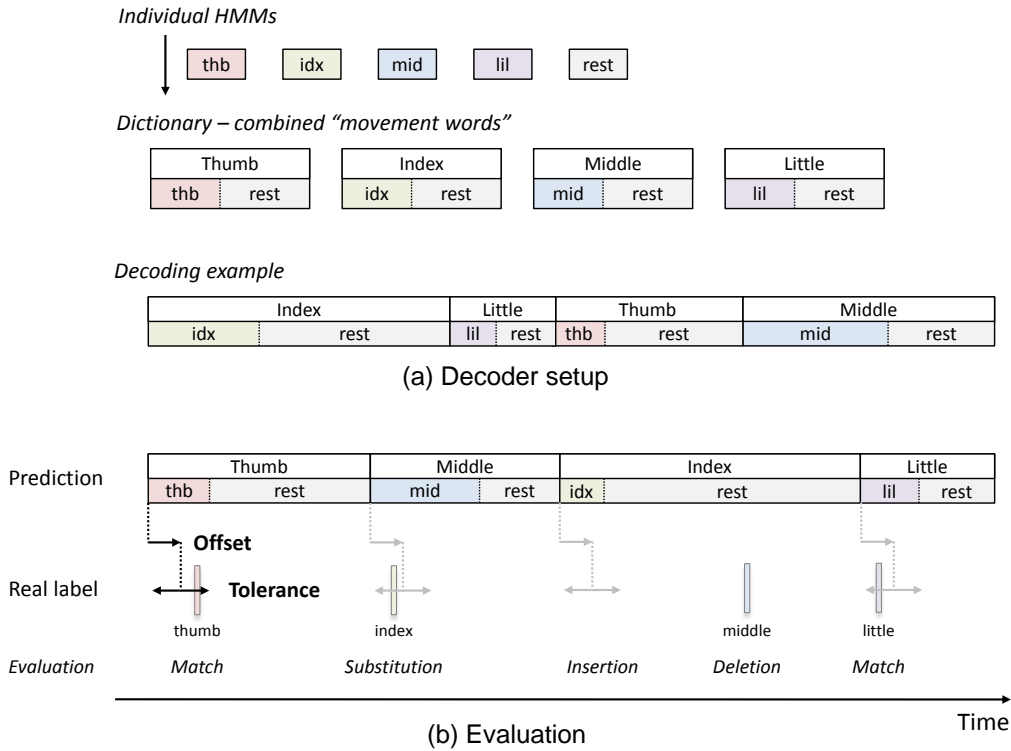 Individual HMMs
thb idx mid lil rest
Dictionary – combined “movement words”
Thumb Index Middle Little
thb rest idx rest mid rest lil rest
Decoding example
Index Little Thumb Middle
idx rest lil rest thb rest mid rest
(a) Decoder setup
Thumb Middle Index Little
Prediction
thb rest mid rest idx rest lil rest
Offset
Real label Tolerance
thumb index middle little
Evaluation Match Substitution Insertion Deletion Match
Time
(b) Evaluation